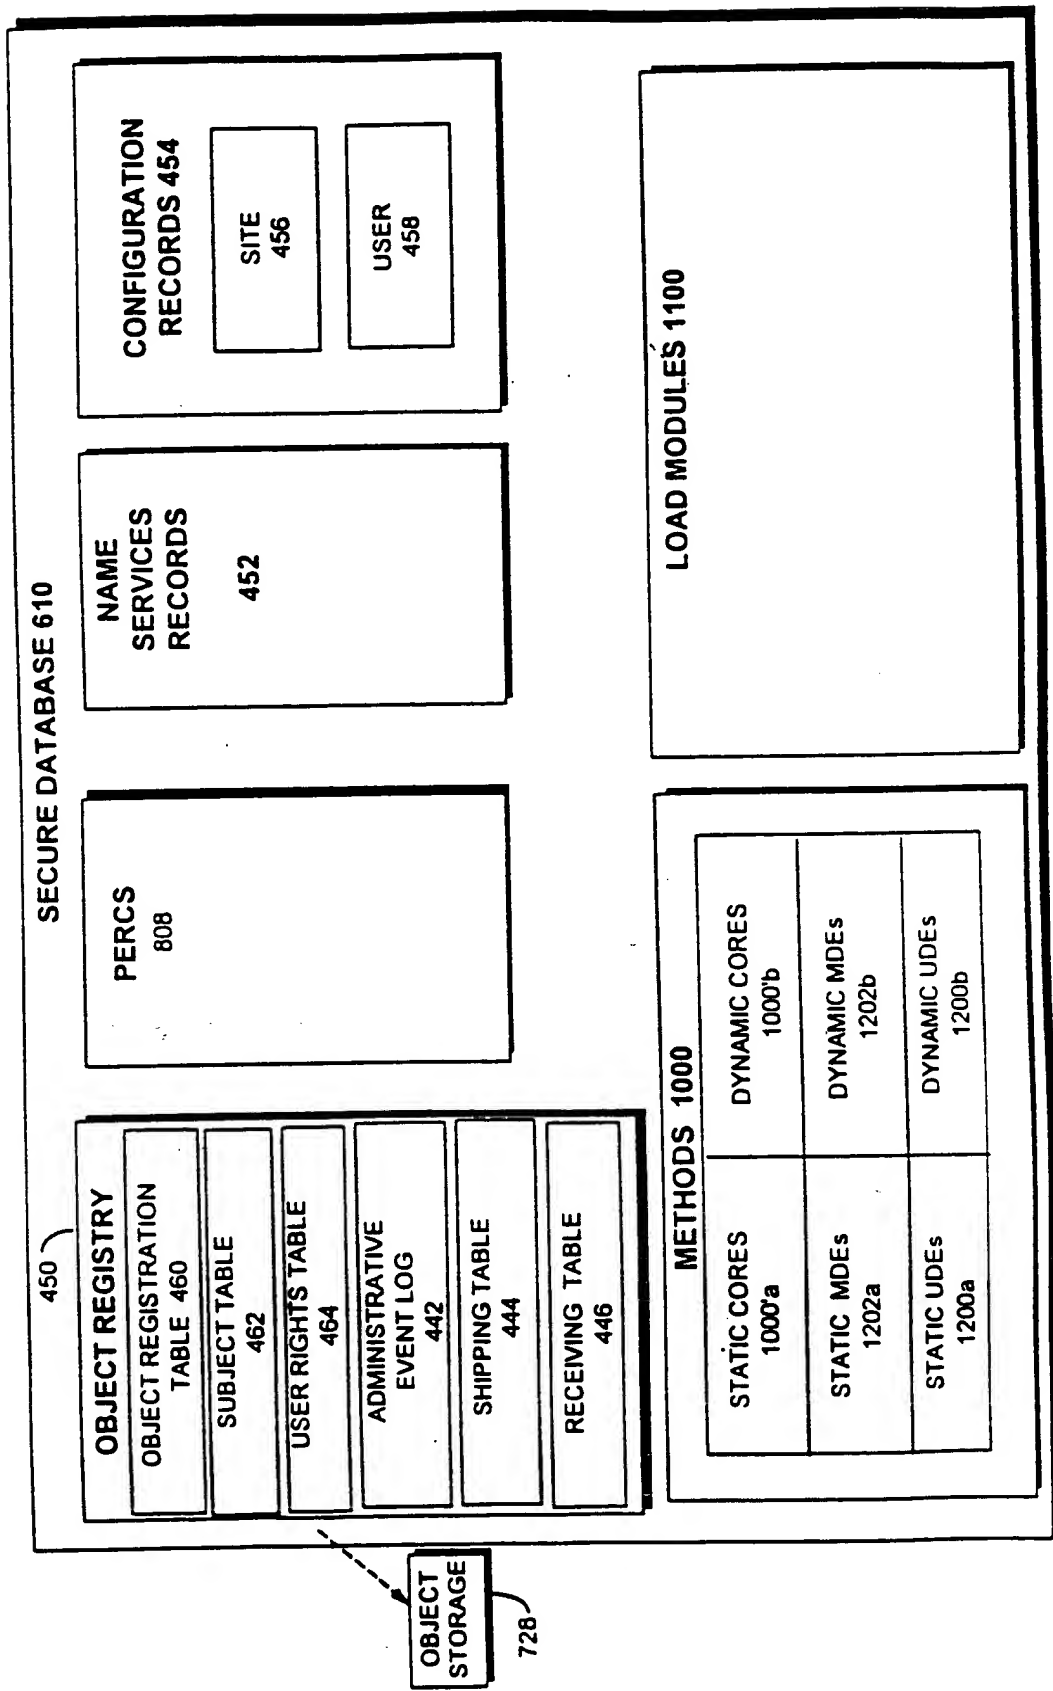 SECURE DATABASE 610
450
OBJECT REGISTRY
OBJECT REGISTRATION
TABLE 460
SUBJECT TABLE
462
USER RIGHTS TABLE
464
ADMINISTRATIVE
EVENT LOG
442
SHIPPING TABLE
444
RECEIVING TABLE
446
OBJECT
STORAGE
728
PERCS
808
NAME
SERVICES
RECORDS
452
CONFIGURATION
RECORDS 454
SITE
456
USER
458
METHODS 1000
STATIC CORES
1000'a
DYNAMIC CORES
1000'b
STATIC MDEs
1202a
DYNAMIC MDEs
1202b
STATIC UDEs
1200a
DYNAMIC UDEs
1200b
LOAD MODULES 1100